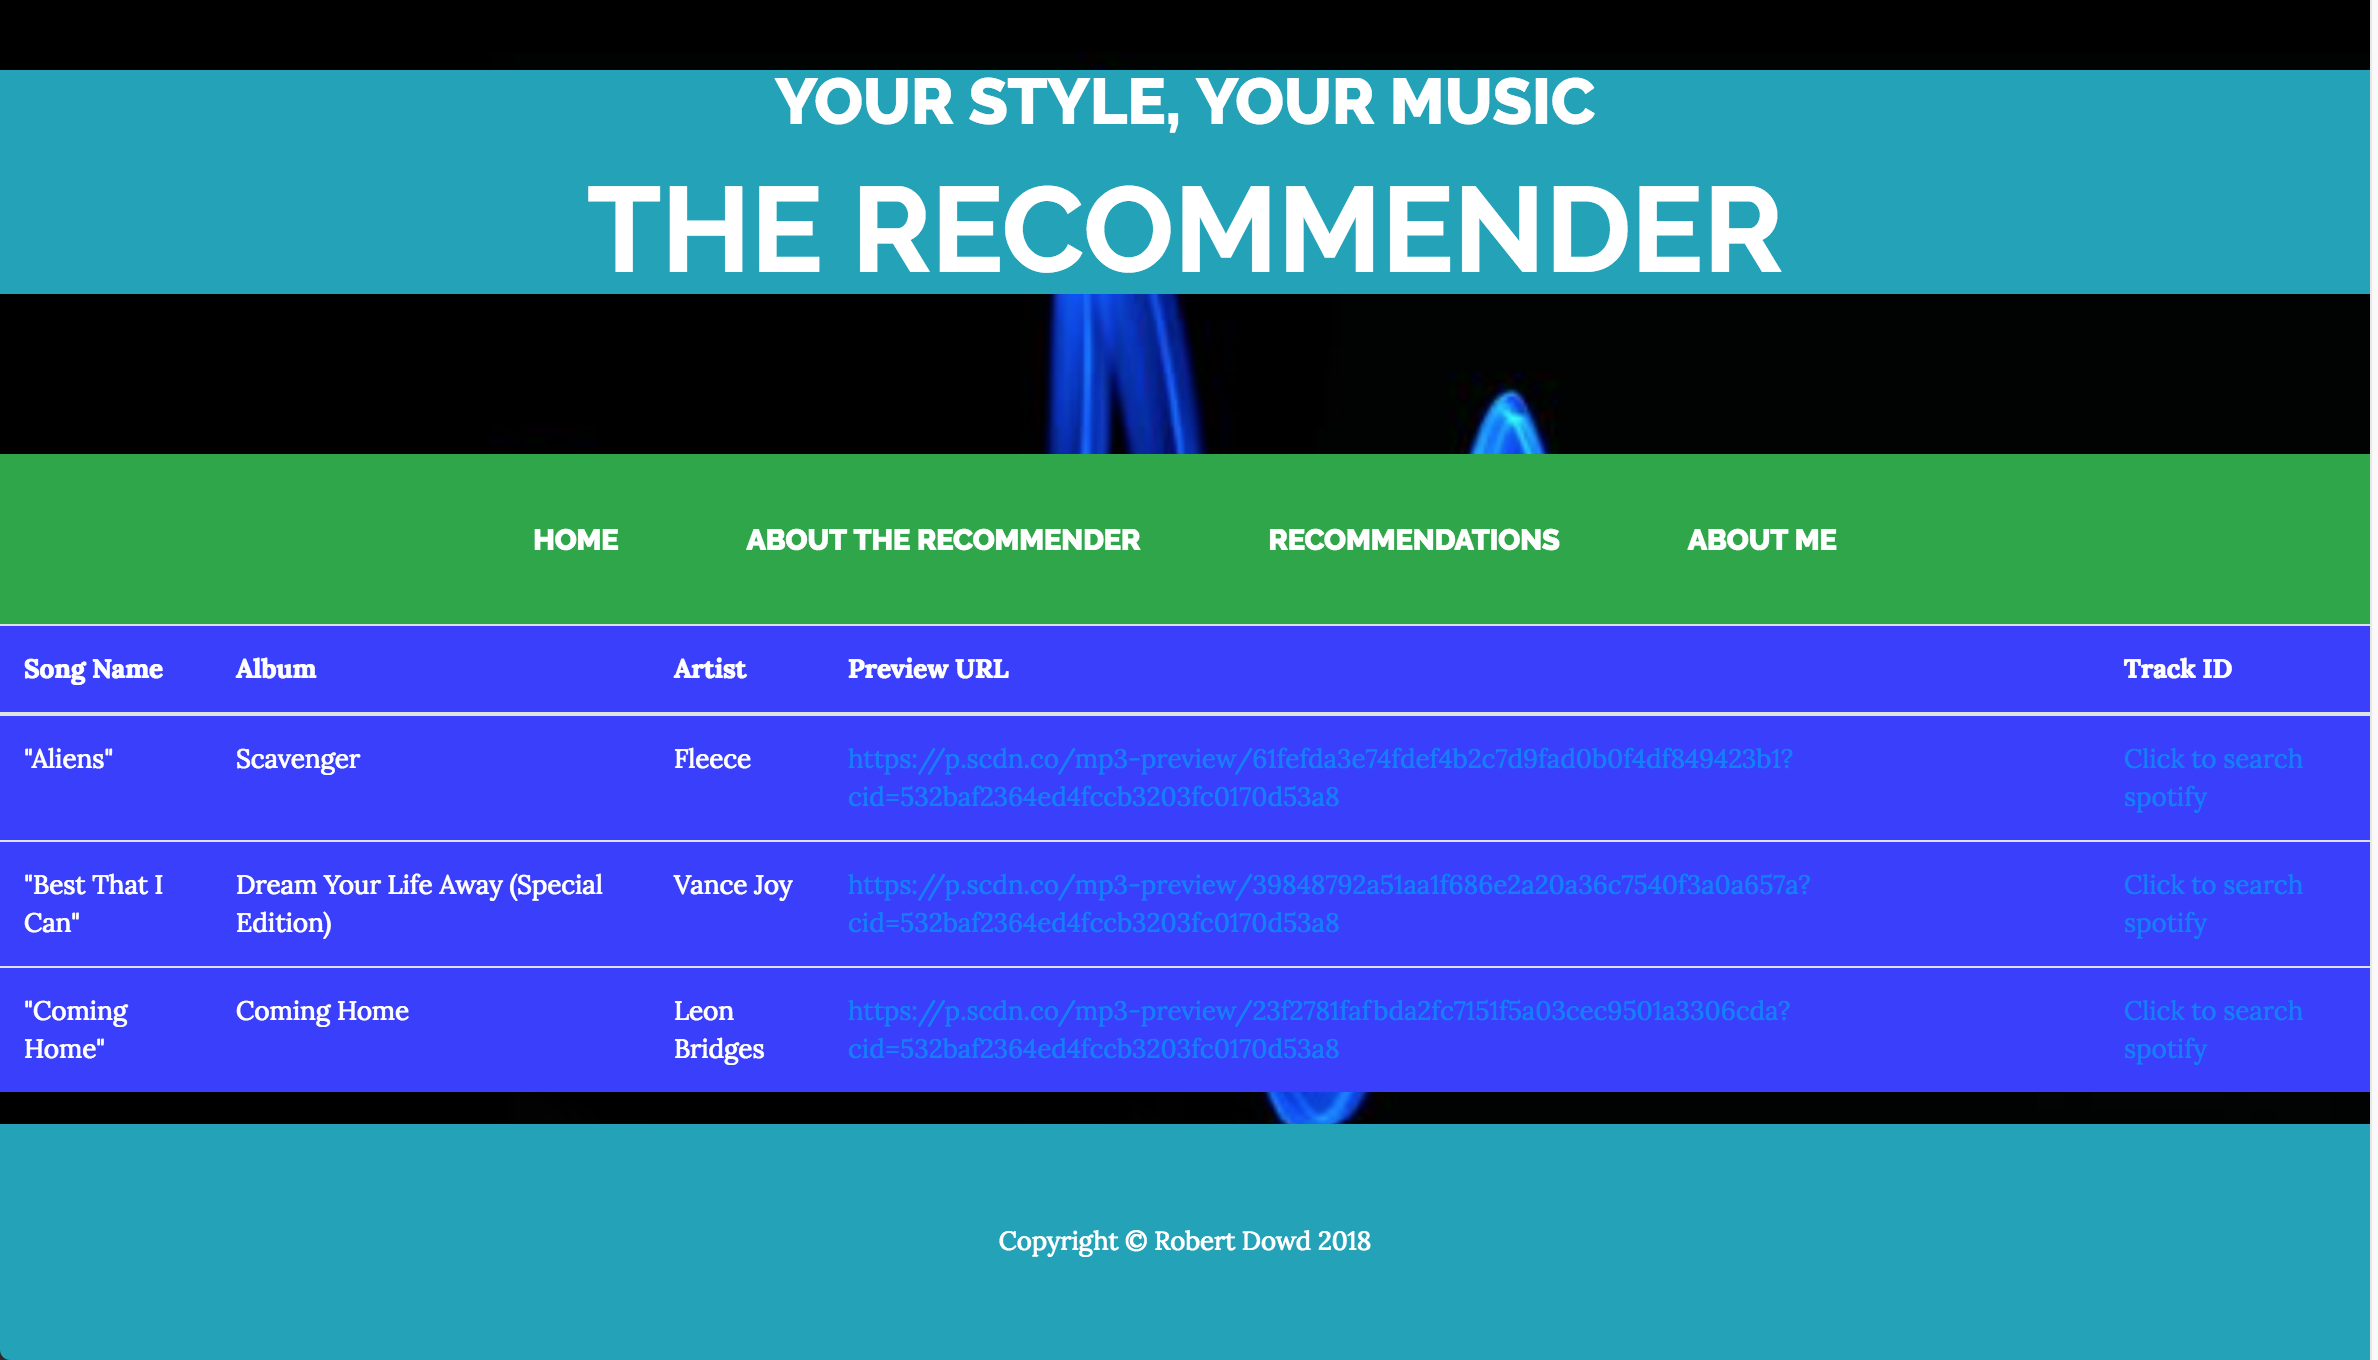 YOUR STYLE, YOUR MUSIC
THE RECOMMENDER
HOME ABOUT THE RECOMMENDER RECOMMENDATIONS ABOUT ME
Song Name Album Artist Preview URL Track ID
"Aliens" Scavenger Fleece https://p.scdn.co/mp3-preview/61fefda3e74fdef4b2c7d9fad0b0f4df849423b1? Click to search
cid=532baf2364ed4fccb3203fc0170d53a8 spotify
"Best That I Dream Your Life Away (Special Vance Joy https://p.scdn.co/mp3-preview/39848792a51aa1f686e2a20a36c7540f3a0a657a? Click to search
Can" Edition) cid=532baf2364ed4fccb3203fc0170d53a8 spotify
"Coming Coming Home Leon https://p.scdn.co/mp3-preview/23f2781fafbda2fc7151f5a03cec9501a3306cda? Click to search
Home" Bridges cid=532baf2364ed4fccb3203fc0170d53a8 spotify
Copyright © Robert Dowd 2018